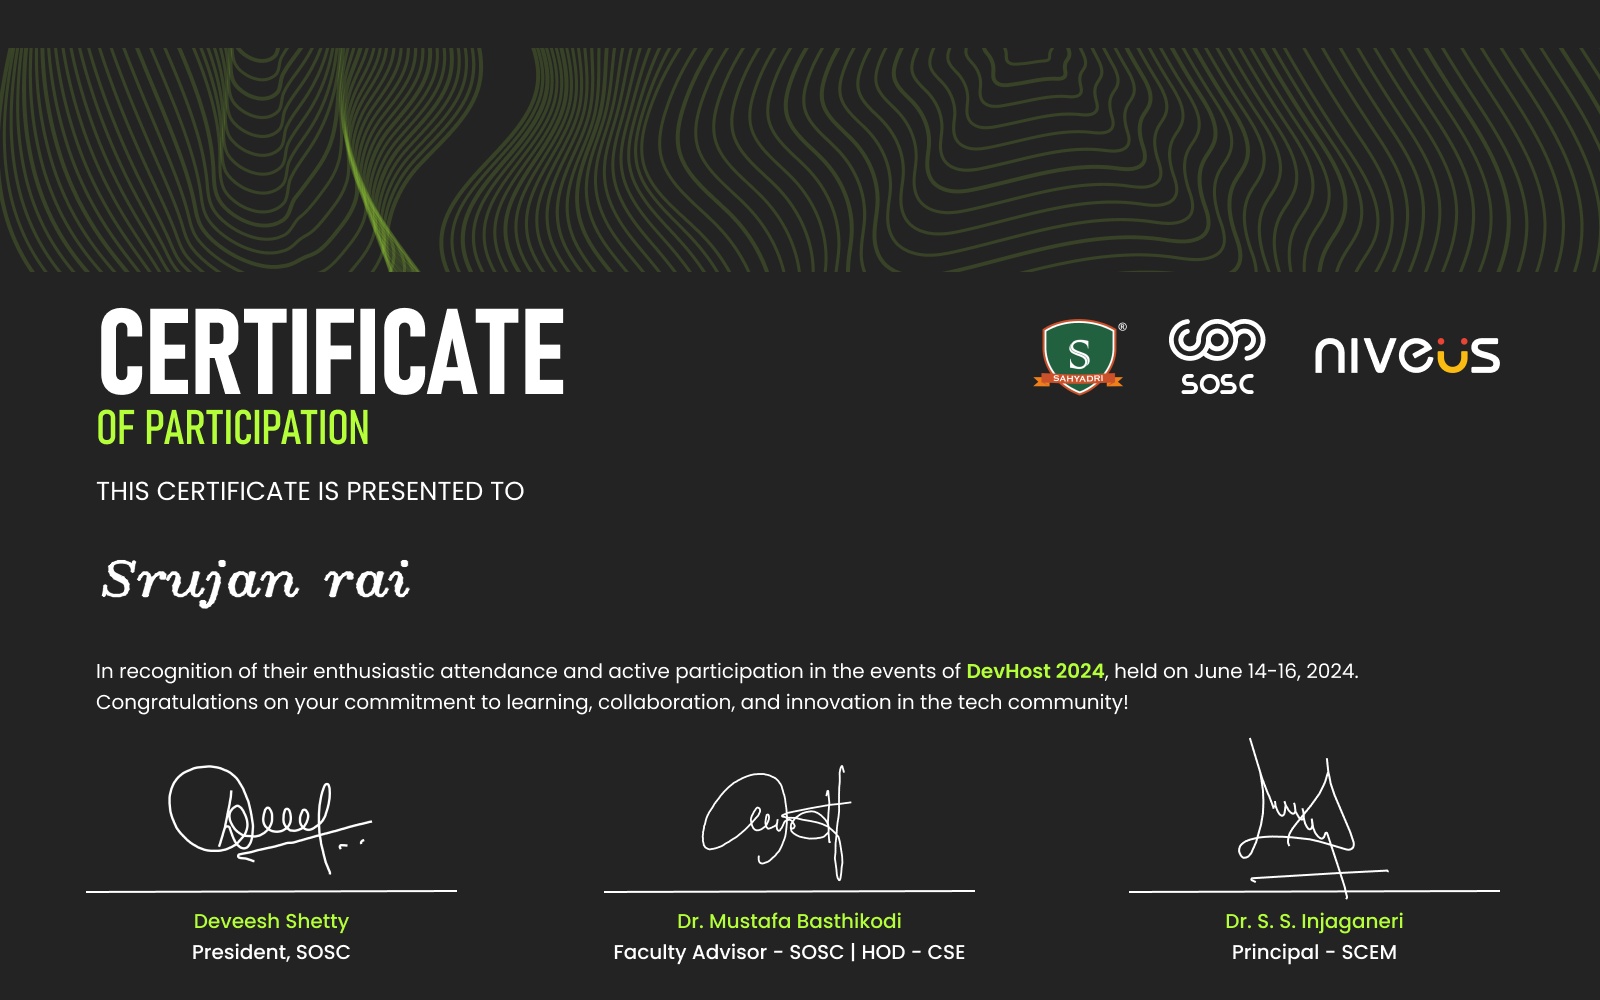 CERTIFICATE
OF PARTICIPATION
S
®
SAHYADRI
SOSC
niveüs
THIS CERTIFICATE IS PRESENTED TO
Srujan rai
In recognition of their enthusiastic attendance and active participation in the events of DevHost 2024, held on June 14-16, 2024.
Congratulations on your commitment to learning, collaboration, and innovation in the tech community!
Deveesh Shetty
President, SOSC
Dr. Mustafa Basthikodi
Faculty Advisor - SOSC | HOD - CSE
Dr. S. S. Injaganeri
Principal - SCEM